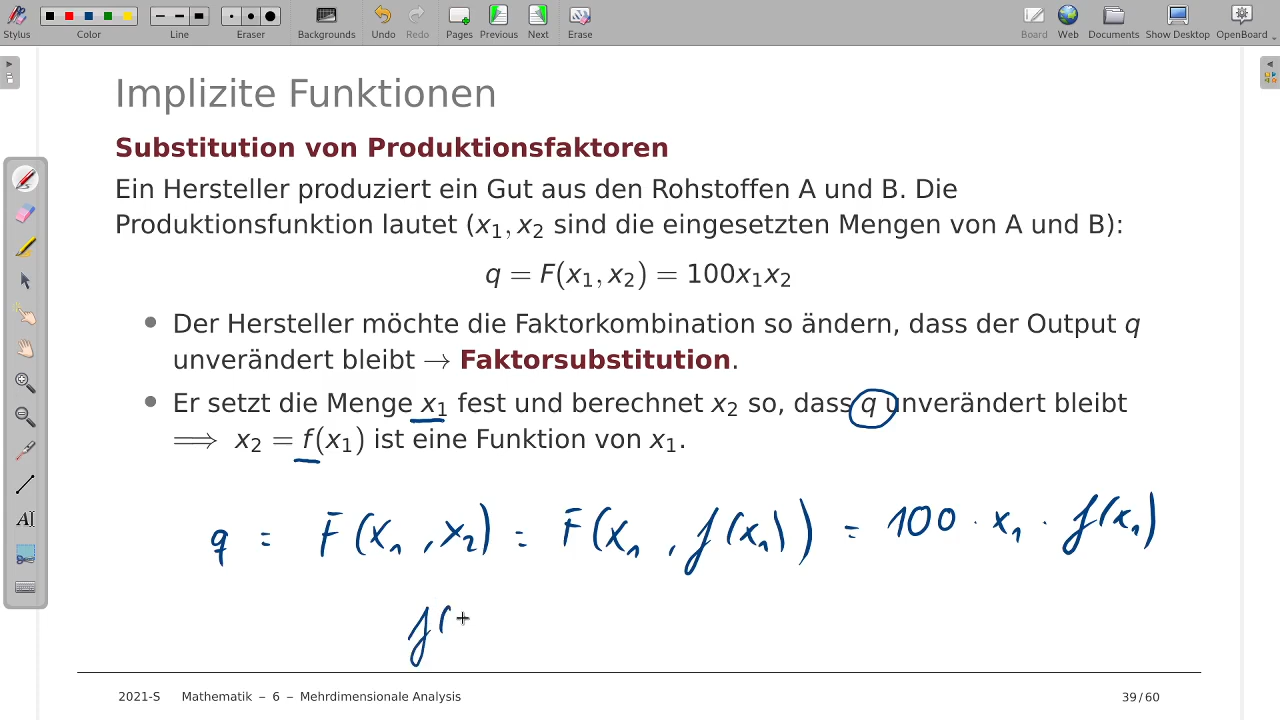 Stylus Color Line Eraser Backgrounds Undo Redo Pages Previous Next Erase Board Web Documents Show Desktop OpenBoard
Implizite Funktionen
Substitution von Produktionsfaktoren
Ein Hersteller produziert ein Gut aus den Rohstoffen A und B. Die
Produktionsfunktion lautet (x₁, x₂ sind die eingesetzten Mengen von A und B):
q = F(x₁, x₂) = 100x₁x₂
• Der Hersteller möchte die Faktorkombination so ändern, dass der Output q
unverändert bleibt → Faktorsubstitution.
• Er setzt die Menge x₁ fest und berechnet x₂ so, dass q unverändert bleibt
⟹ x₂ = f(x₁) ist eine Funktion von x₁.
q = F(x₁, x₂) = F(x₁, f(x₁)) = 100 · x₁ · f(x₁)
f(
2021-S Mathematik – 6 – Mehrdimensionale Analysis 39/60